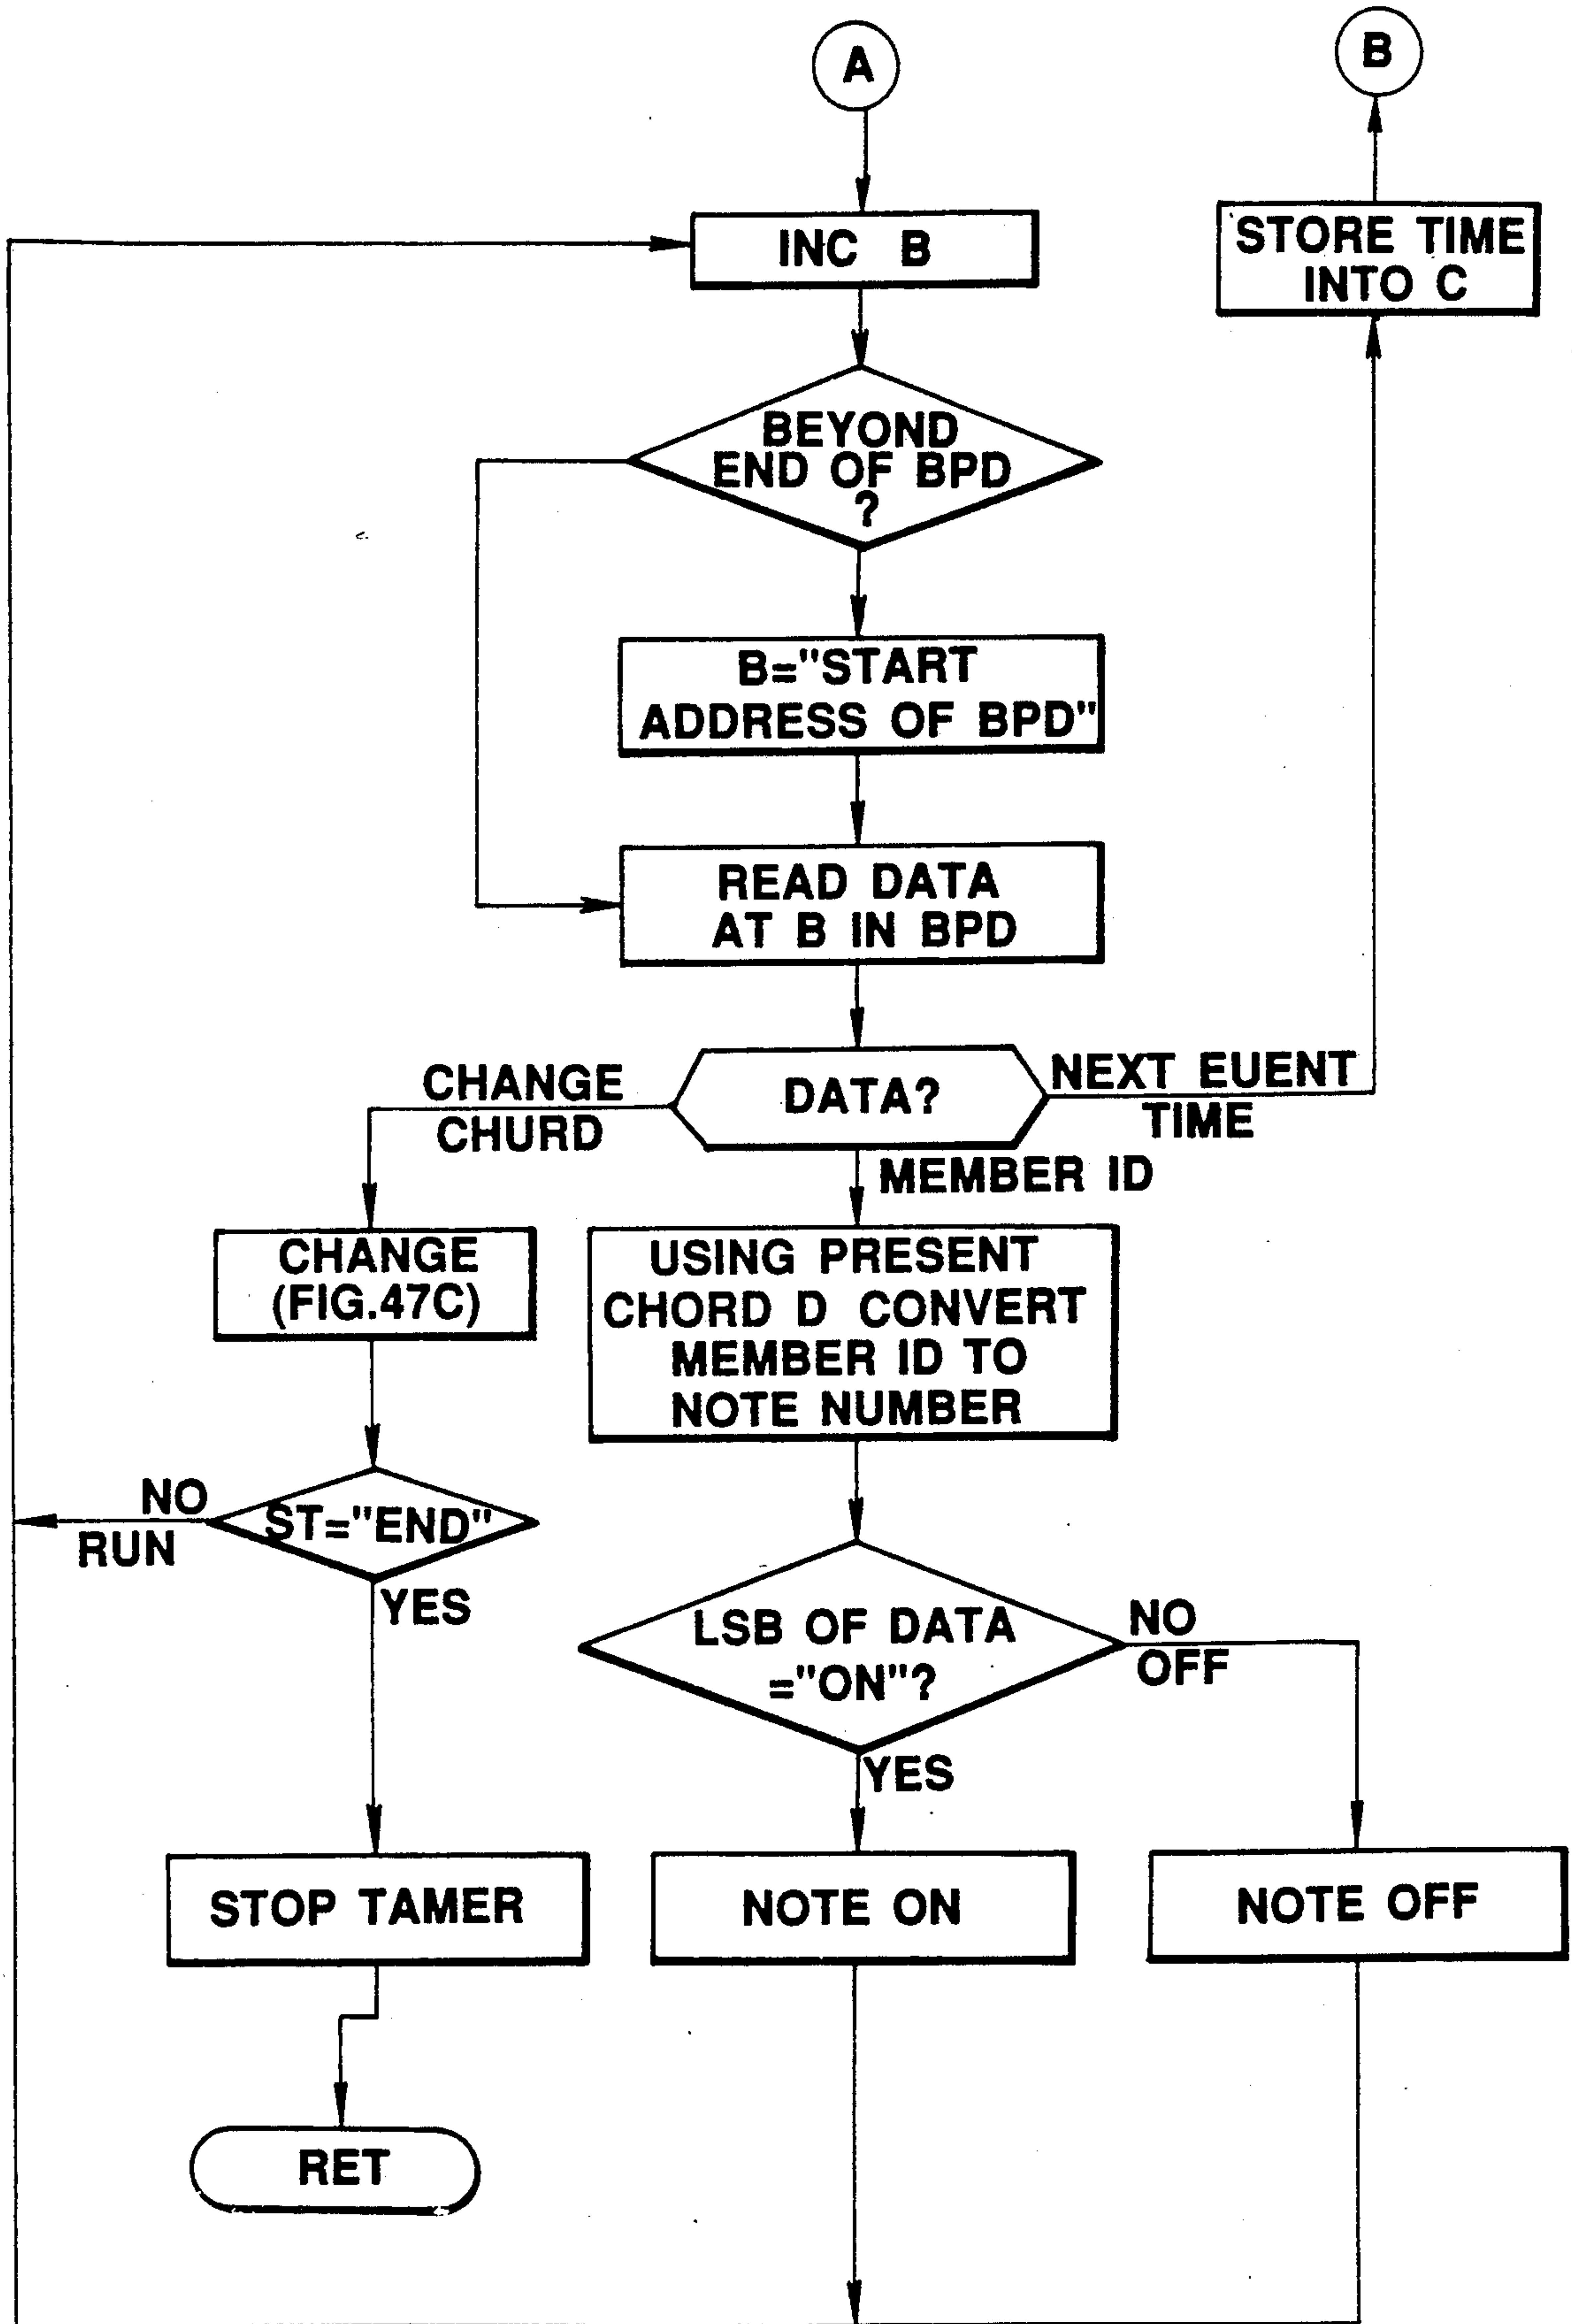 A
B
INC B
STORE TIME
INTO C
BEYOND
END OF BPD
?
B="START
ADDRESS OF BPD"
READ DATA
AT B IN BPD
DATA?
CHANGE
CHURD
NEXT EUENT
TIME
MEMBER ID
CHANGE
(FIG.47C)
USING PRESENT
CHORD D CONVERT
MEMBER ID TO
NOTE NUMBER
ST="END"
NO
RUN
YES
LSB OF DATA
="ON"?
NO
OFF
YES
STOP TAMER
NOTE ON
NOTE OFF
RET